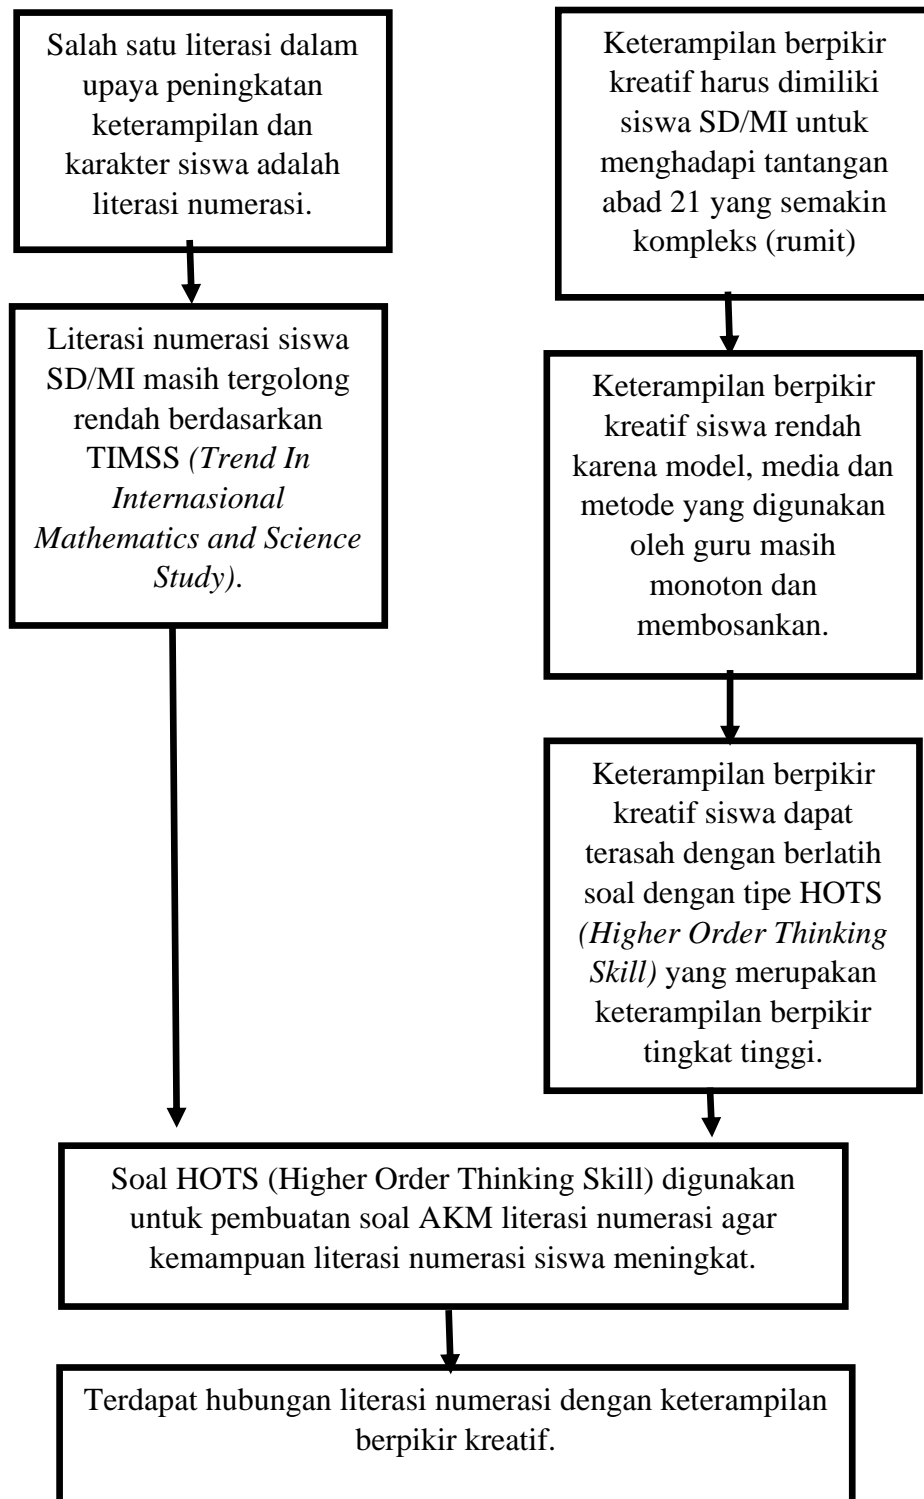 Salah satu literasi dalam
upaya peningkatan
keterampilan dan
karakter siswa adalah
literasi numerasi.
Literasi numerasi siswa
SD/MI masih tergolong
rendah berdasarkan
TIMSS (Trend In
Internasional
Mathematics and Science
Study).
Keterampilan berpikir
kreatif harus dimiliki
siswa SD/MI untuk
menghadapi tantangan
abad 21 yang semakin
kompleks (rumit)
Keterampilan berpikir
kreatif siswa rendah
karena model, media dan
metode yang digunakan
oleh guru masih
monoton dan
membosankan.
Keterampilan berpikir
kreatif siswa dapat
terasah dengan berlatih
soal dengan tipe HOTS
(Higher Order Thinking
Skill) yang merupakan
keterampilan berpikir
tingkat tinggi.
Soal HOTS (Higher Order Thinking Skill) digunakan
untuk pembuatan soal AKM literasi numerasi agar
kemampuan literasi numerasi siswa meningkat.
Terdapat hubungan literasi numerasi dengan keterampilan
berpikir kreatif.